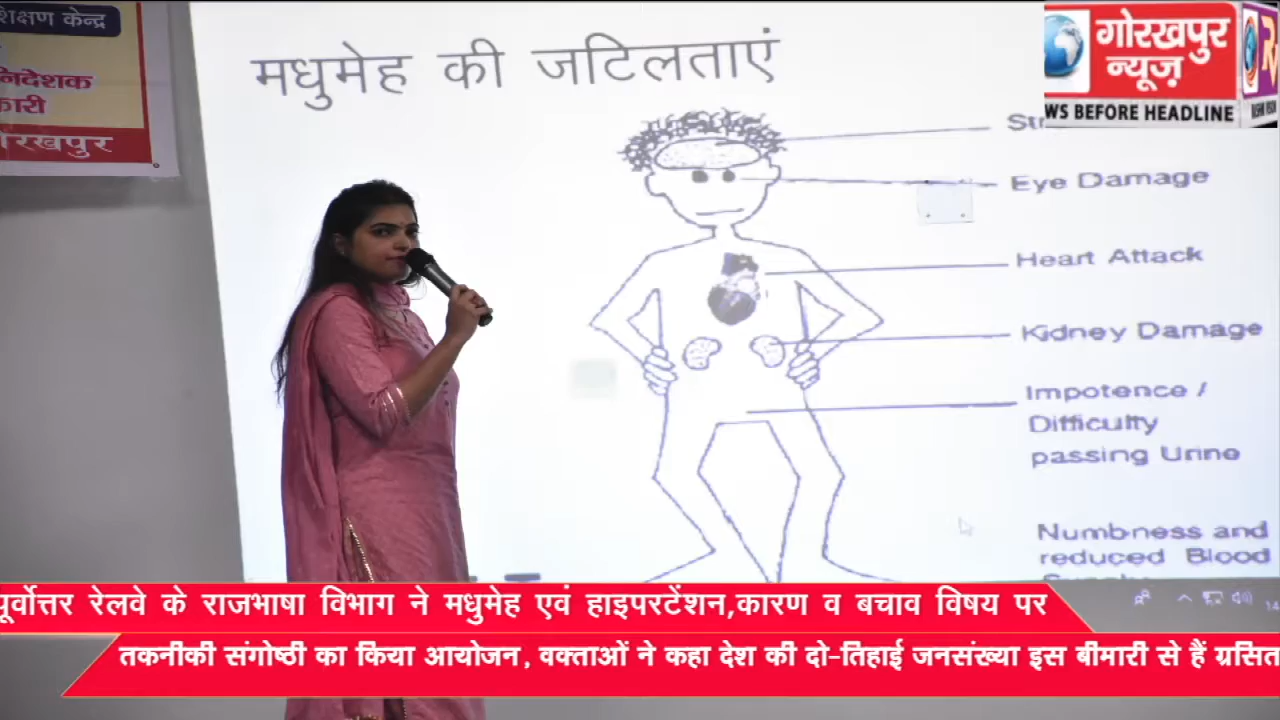 शिक्षण केन्द्र
निदेशक
गोरखपुर
मधुमेह की जटिलताएं
गोरखपुर
न्यूज़
WS BEFORE HEADLINE
Eye Damage
Heart Attack
Kidney Damage
Impotence /
Difficulty
passing Urine
Numbness and
reduced Blood
पूर्वोत्तर रेलवे के राजभाषा विभाग ने मधुमेह एवं हाइपरटेंशन,कारण व बचाव विषय पर
तकनीकी संगोष्ठी का किया आयोजन, वक्ताओं ने कहा देश की दो-तिहाई जनसंख्या इस बीमारी से हैं ग्रसित